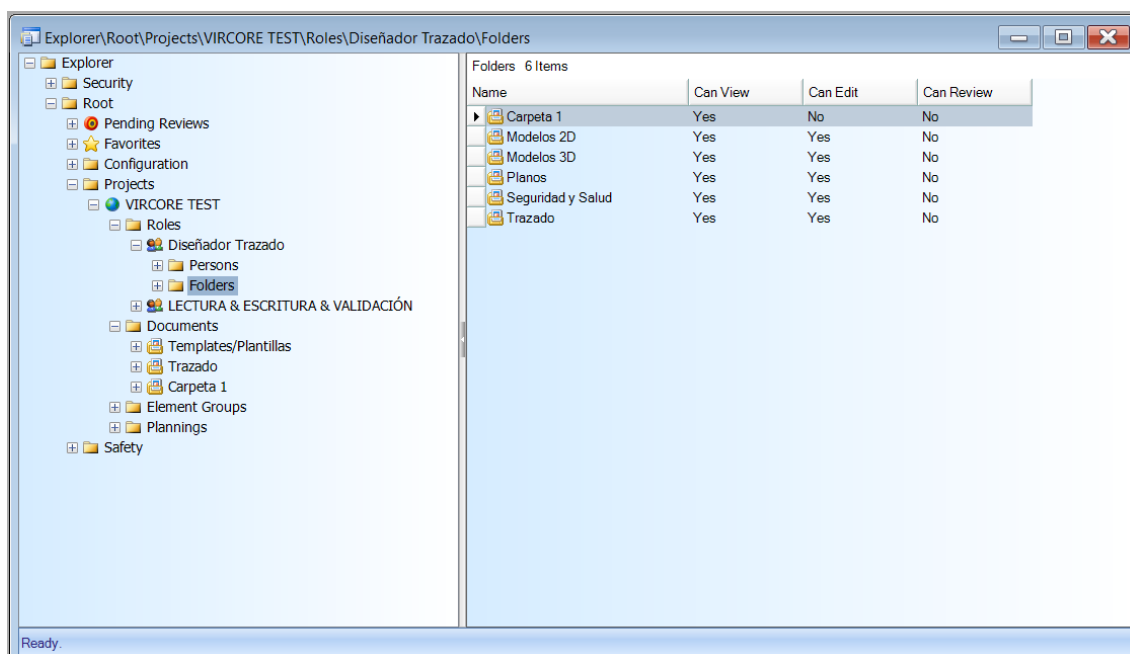 Explorer\Root\Projects\VIRCORE TEST\Roles\Diseñador Trazado\Folders
Explorer
Security
Root
Pending Reviews
Favorites
Configuration
Projects
VIRCORE TEST
Roles
Diseñador Trazado
Persons
Folders
LECTURA & ESCRITURA & VALIDACIÓN
Documents
Templates/Plantillas
Trazado
Carpeta 1
Element Groups
Plannings
Safety
Folders 6 Items
Name Can View Can Edit Can Review
Carpeta 1 Yes No No
Modelos 2D Yes Yes No
Modelos 3D Yes Yes No
Planos Yes Yes No
Seguridad y Salud Yes Yes No
Trazado Yes Yes No
Ready.